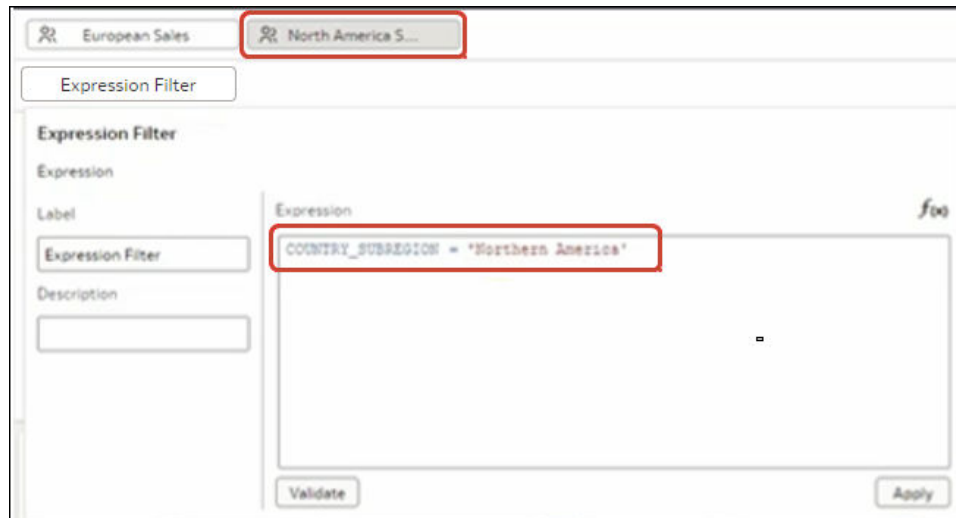 European Sales North America S...
Expression Filter
Expression Filter
Expression
Label
Expression
f(x)
COUNTRY_SUBREGION = 'Northern America'
Expression Filter
Description
Validate
Apply